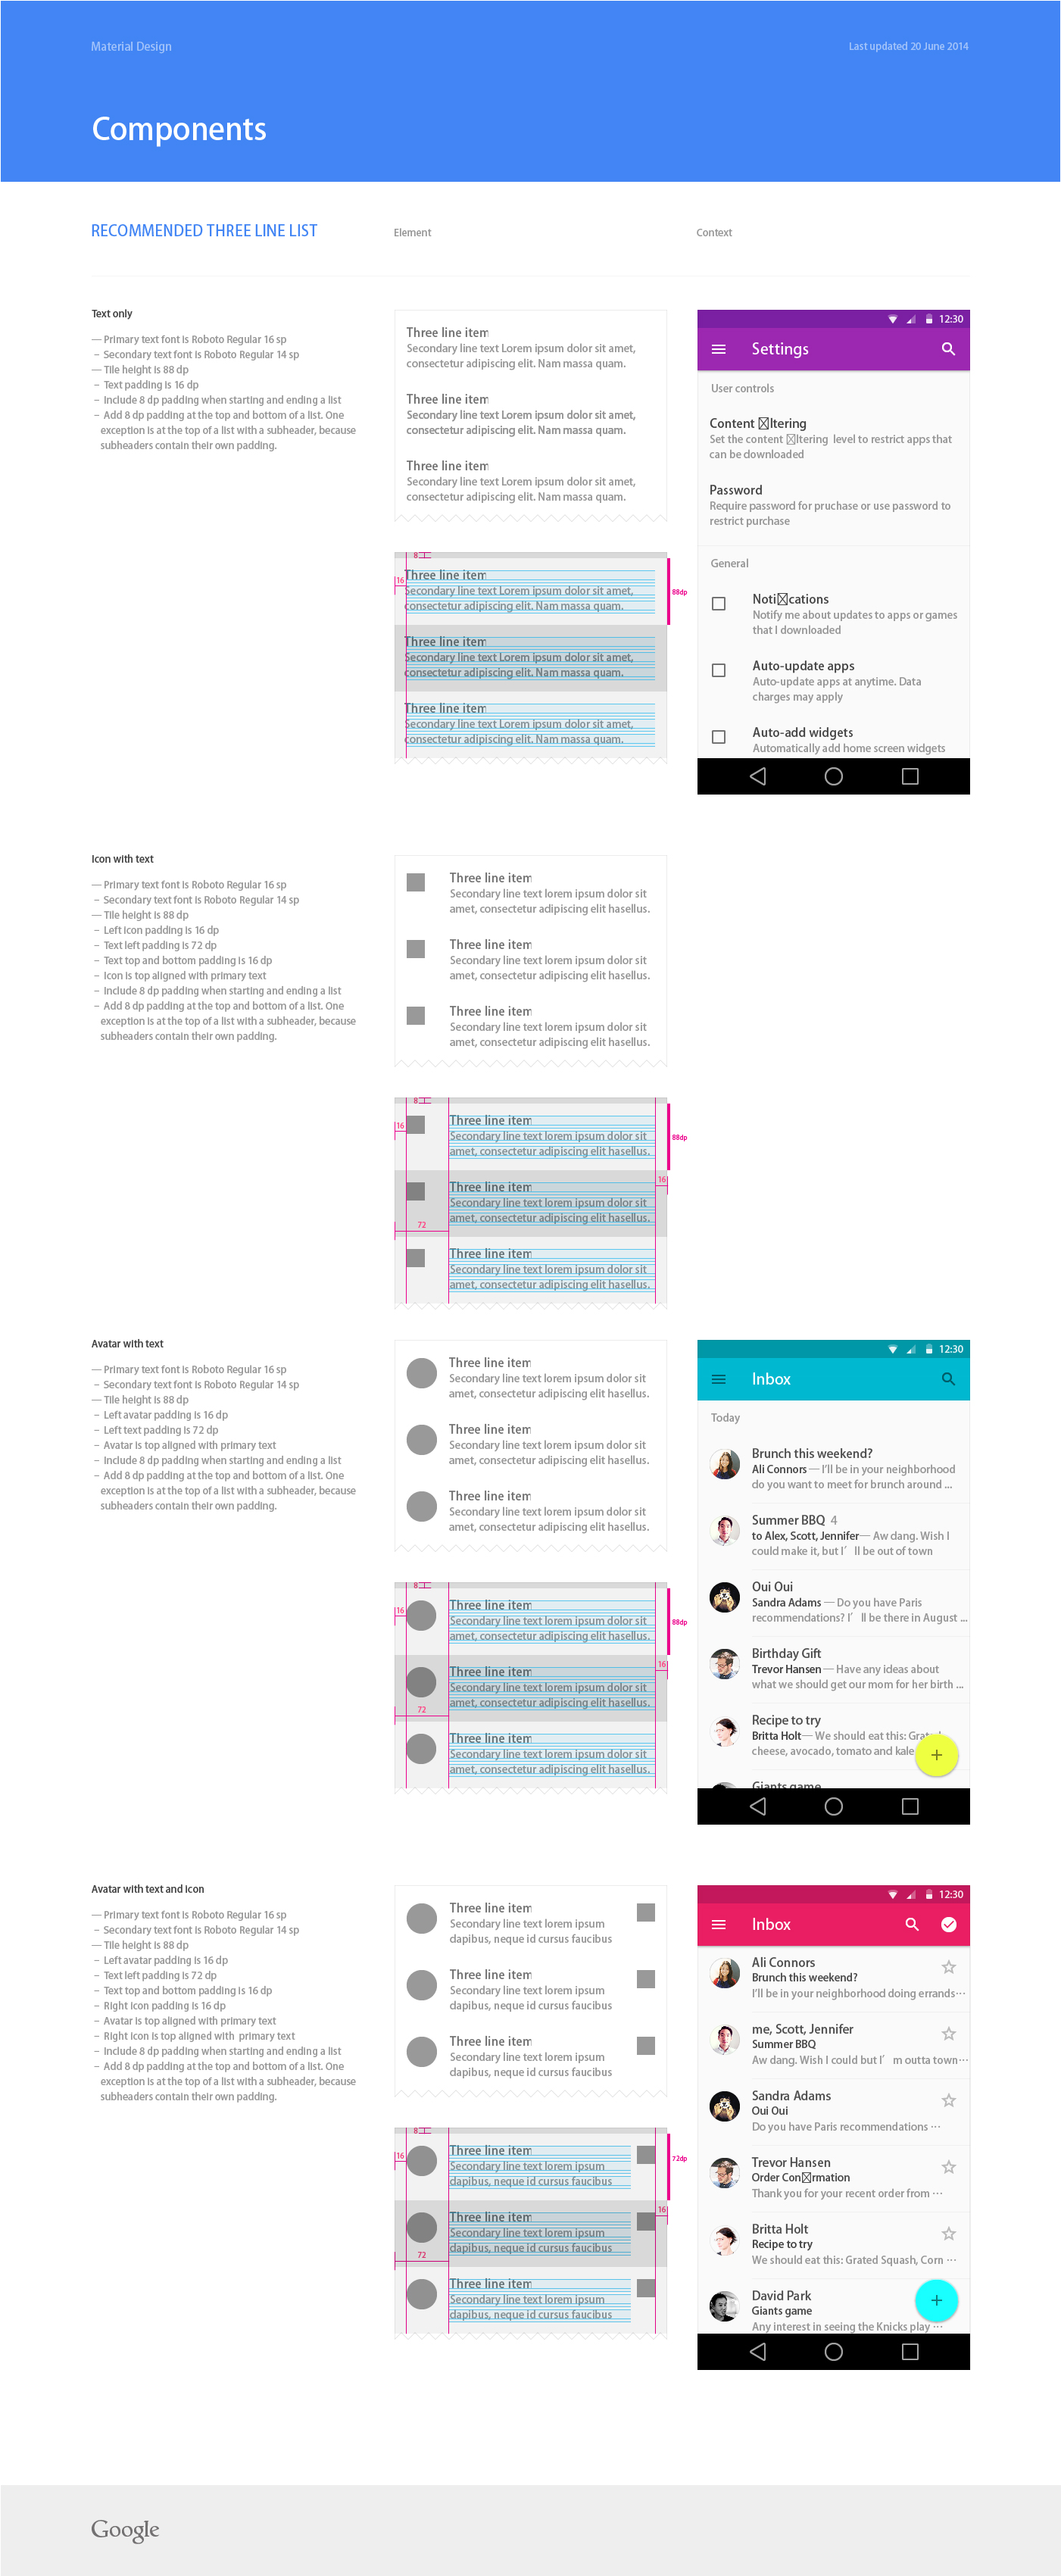 Material Design
Last updated 20 June 2014
Components
RECOMMENDED THREE LINE LIST
Element
Context
Text only
— Primary text font is Roboto Regular 16 sp
– Secondary text font is Roboto Regular 14 sp
— Tile height is 88 dp
– Text padding is 16 dp
– Include 8 dp padding when starting and ending a list
– Add 8 dp padding at the top and bottom of a list. One
exception is at the top of a list with a subheader, because
subheaders contain their own padding.
Three line item
Secondary line text Lorem ipsum dolor sit amet,
consectetur adipiscing elit. Nam massa quam.
Three line item
Secondary line text Lorem ipsum dolor sit amet,
consectetur adipiscing elit. Nam massa quam.
Three line item
Secondary line text Lorem ipsum dolor sit amet,
consectetur adipiscing elit. Nam massa quam.
8
16
88dp
Three line item
Secondary line text Lorem ipsum dolor sit amet,
consectetur adipiscing elit. Nam massa quam.
Three line item
Secondary line text Lorem ipsum dolor sit amet,
consectetur adipiscing elit. Nam massa quam.
Three line item
Secondary line text Lorem ipsum dolor sit amet,
consectetur adipiscing elit. Nam massa quam.
12:30
Settings
User controls
Content ltering
Set the content ltering level to restrict apps that
can be downloaded
Password
Require password for pruchase or use password to
restrict purchase
General
Noti cations
Notify me about updates to apps or games
that I downloaded
Auto-update apps
Auto-update apps at anytime. Data
charges may apply
Auto-add widgets
Automatically add home screen widgets
Icon with text
— Primary text font is Roboto Regular 16 sp
– Secondary text font is Roboto Regular 14 sp
— Tile height is 88 dp
– Left icon padding is 16 dp
– Text left padding is 72 dp
– Text top and bottom padding is 16 dp
– Icon is top aligned with primary text
– Include 8 dp padding when starting and ending a list
– Add 8 dp padding at the top and bottom of a list. One
exception is at the top of a list with a subheader, because
subheaders contain their own padding.
Three line item
Secondary line text lorem ipsum dolor sit
amet, consectetur adipiscing elit hasellus.
Three line item
Secondary line text lorem ipsum dolor sit
amet, consectetur adipiscing elit hasellus.
Three line item
Secondary line text lorem ipsum dolor sit
amet, consectetur adipiscing elit hasellus.
8
16
88dp
Three line item
Secondary line text lorem ipsum dolor sit
amet, consectetur adipiscing elit hasellus.
16
Three line item
Secondary line text lorem ipsum dolor sit
amet, consectetur adipiscing elit hasellus.
72
Three line item
Secondary line text lorem ipsum dolor sit
amet, consectetur adipiscing elit hasellus.
Avatar with text
— Primary text font is Roboto Regular 16 sp
– Secondary text font is Roboto Regular 14 sp
— Tile height is 88 dp
– Left avatar padding is 16 dp
– Left text padding is 72 dp
– Avatar is top aligned with primary text
– Include 8 dp padding when starting and ending a list
– Add 8 dp padding at the top and bottom of a list. One
exception is at the top of a list with a subheader, because
subheaders contain their own padding.
Three line item
Secondary line text lorem ipsum dolor sit
amet, consectetur adipiscing elit hasellus.
Three line item
Secondary line text lorem ipsum dolor sit
amet, consectetur adipiscing elit hasellus.
Three line item
Secondary line text lorem ipsum dolor sit
amet, consectetur adipiscing elit hasellus.
8
16
88dp
Three line item
Secondary line text lorem ipsum dolor sit
amet, consectetur adipiscing elit hasellus.
16
Three line item
Secondary line text lorem ipsum dolor sit
amet, consectetur adipiscing elit hasellus.
72
Three line item
Secondary line text lorem ipsum dolor sit
amet, consectetur adipiscing elit hasellus.
12:30
Inbox
Today
Brunch this weekend?
Ali Connors — I'll be in your neighborhood
do you want to meet for brunch around ...
Summer BBQ 4
to Alex, Scott, Jennifer — Aw dang. Wish I
could make it, but I´ ll be out of town
Oui Oui
Sandra Adams — Do you have Paris
recommendations? I´ ll be there in August ...
Birthday Gift
Trevor Hansen — Have any ideas about
what we should get our mom for her birth ...
Recipe to try
Britta Holt — We should eat this: Grated
cheese, avocado, tomato and kale
Giants game
Avatar with text and icon
— Primary text font is Roboto Regular 16 sp
– Secondary text font is Roboto Regular 14 sp
— Tile height is 88 dp
– Left avatar padding is 16 dp
– Text left padding is 72 dp
– Text top and bottom padding is 16 dp
– Right icon padding is 16 dp
– Avatar is top aligned with primary text
– Right icon is top aligned with primary text
– Include 8 dp padding when starting and ending a list
– Add 8 dp padding at the top and bottom of a list. One
exception is at the top of a list with a subheader, because
subheaders contain their own padding.
Three line item
Secondary line text lorem ipsum
dapibus, neque id cursus faucibus
Three line item
Secondary line text lorem ipsum
dapibus, neque id cursus faucibus
Three line item
Secondary line text lorem ipsum
dapibus, neque id cursus faucibus
8
16
72dp
Three line item
Secondary line text lorem ipsum
dapibus, neque id cursus faucibus
16
Three line item
Secondary line text lorem ipsum
dapibus, neque id cursus faucibus
72
Three line item
Secondary line text lorem ipsum
dapibus, neque id cursus faucibus
12:30
Inbox
Ali Connors
Brunch this weekend?
I'll be in your neighborhood doing errands···
me, Scott, Jennifer
Summer BBQ
Aw dang. Wish I could but I´ m outta town···
Sandra Adams
Oui Oui
Do you have Paris recommendations ···
Trevor Hansen
Order Con rmation
Thank you for your recent order from ···
Britta Holt
Recipe to try
We should eat this: Grated Squash, Corn ···
David Park
Giants game
Any interest in seeing the Knicks play ···
Google